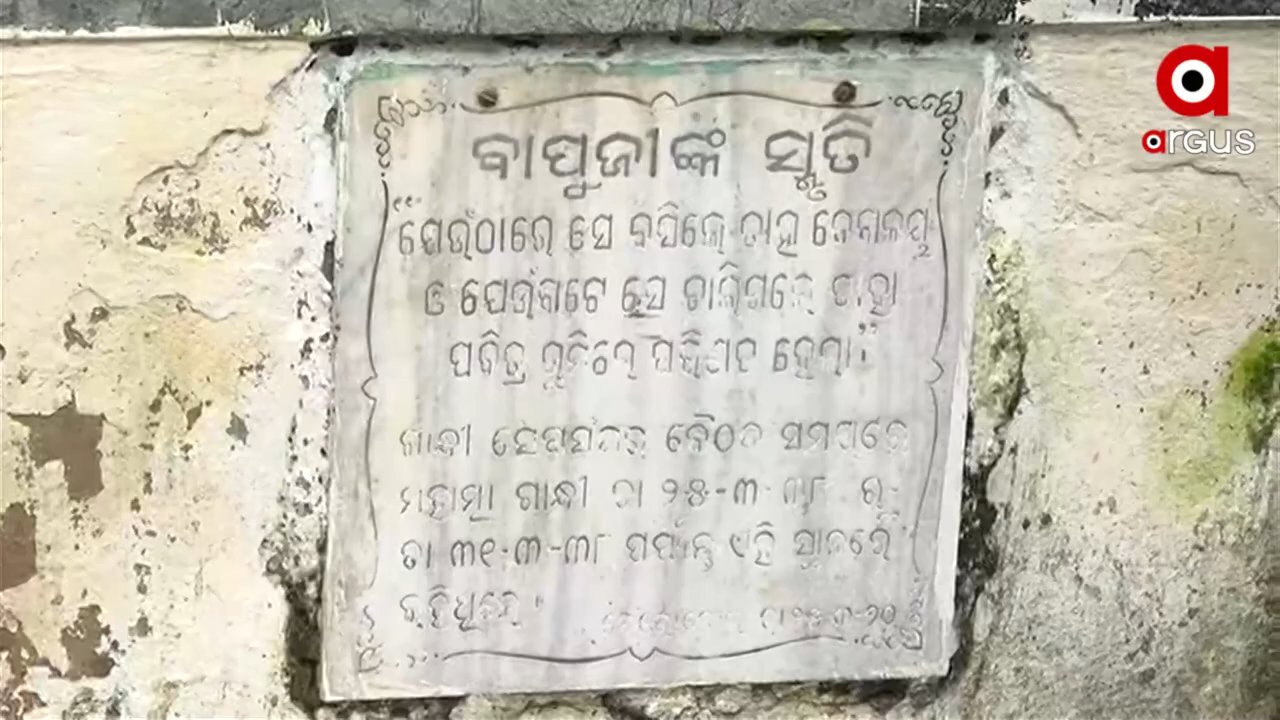 argus
ବାପୁଜୀଙ୍କ ସ୍ମୃତି
“ଯେଉଁଠାରେ ସେ ବସିଲେ ତାହା ଦେବାଳୟ
ଓ ଯେଉଁବାଟେ ସେ ଚାଲିଗଲେ ତାହା
ପବିତ୍ର ଭୂମିରେ ପରିଣତ ହେଲା”
ଗାନ୍ଧୀ ସେବାସଂଘର ବୈଠକ ସମୟରେ
ମହାତ୍ମା ଗାନ୍ଧୀ ତା ୨୫-୩-୩୮ ରୁ
ତା ୩୧-୩-୩୮ ପର୍ଯ୍ୟନ୍ତ ଏହି ସ୍ଥାନରେ
ରହିଥିଲେ